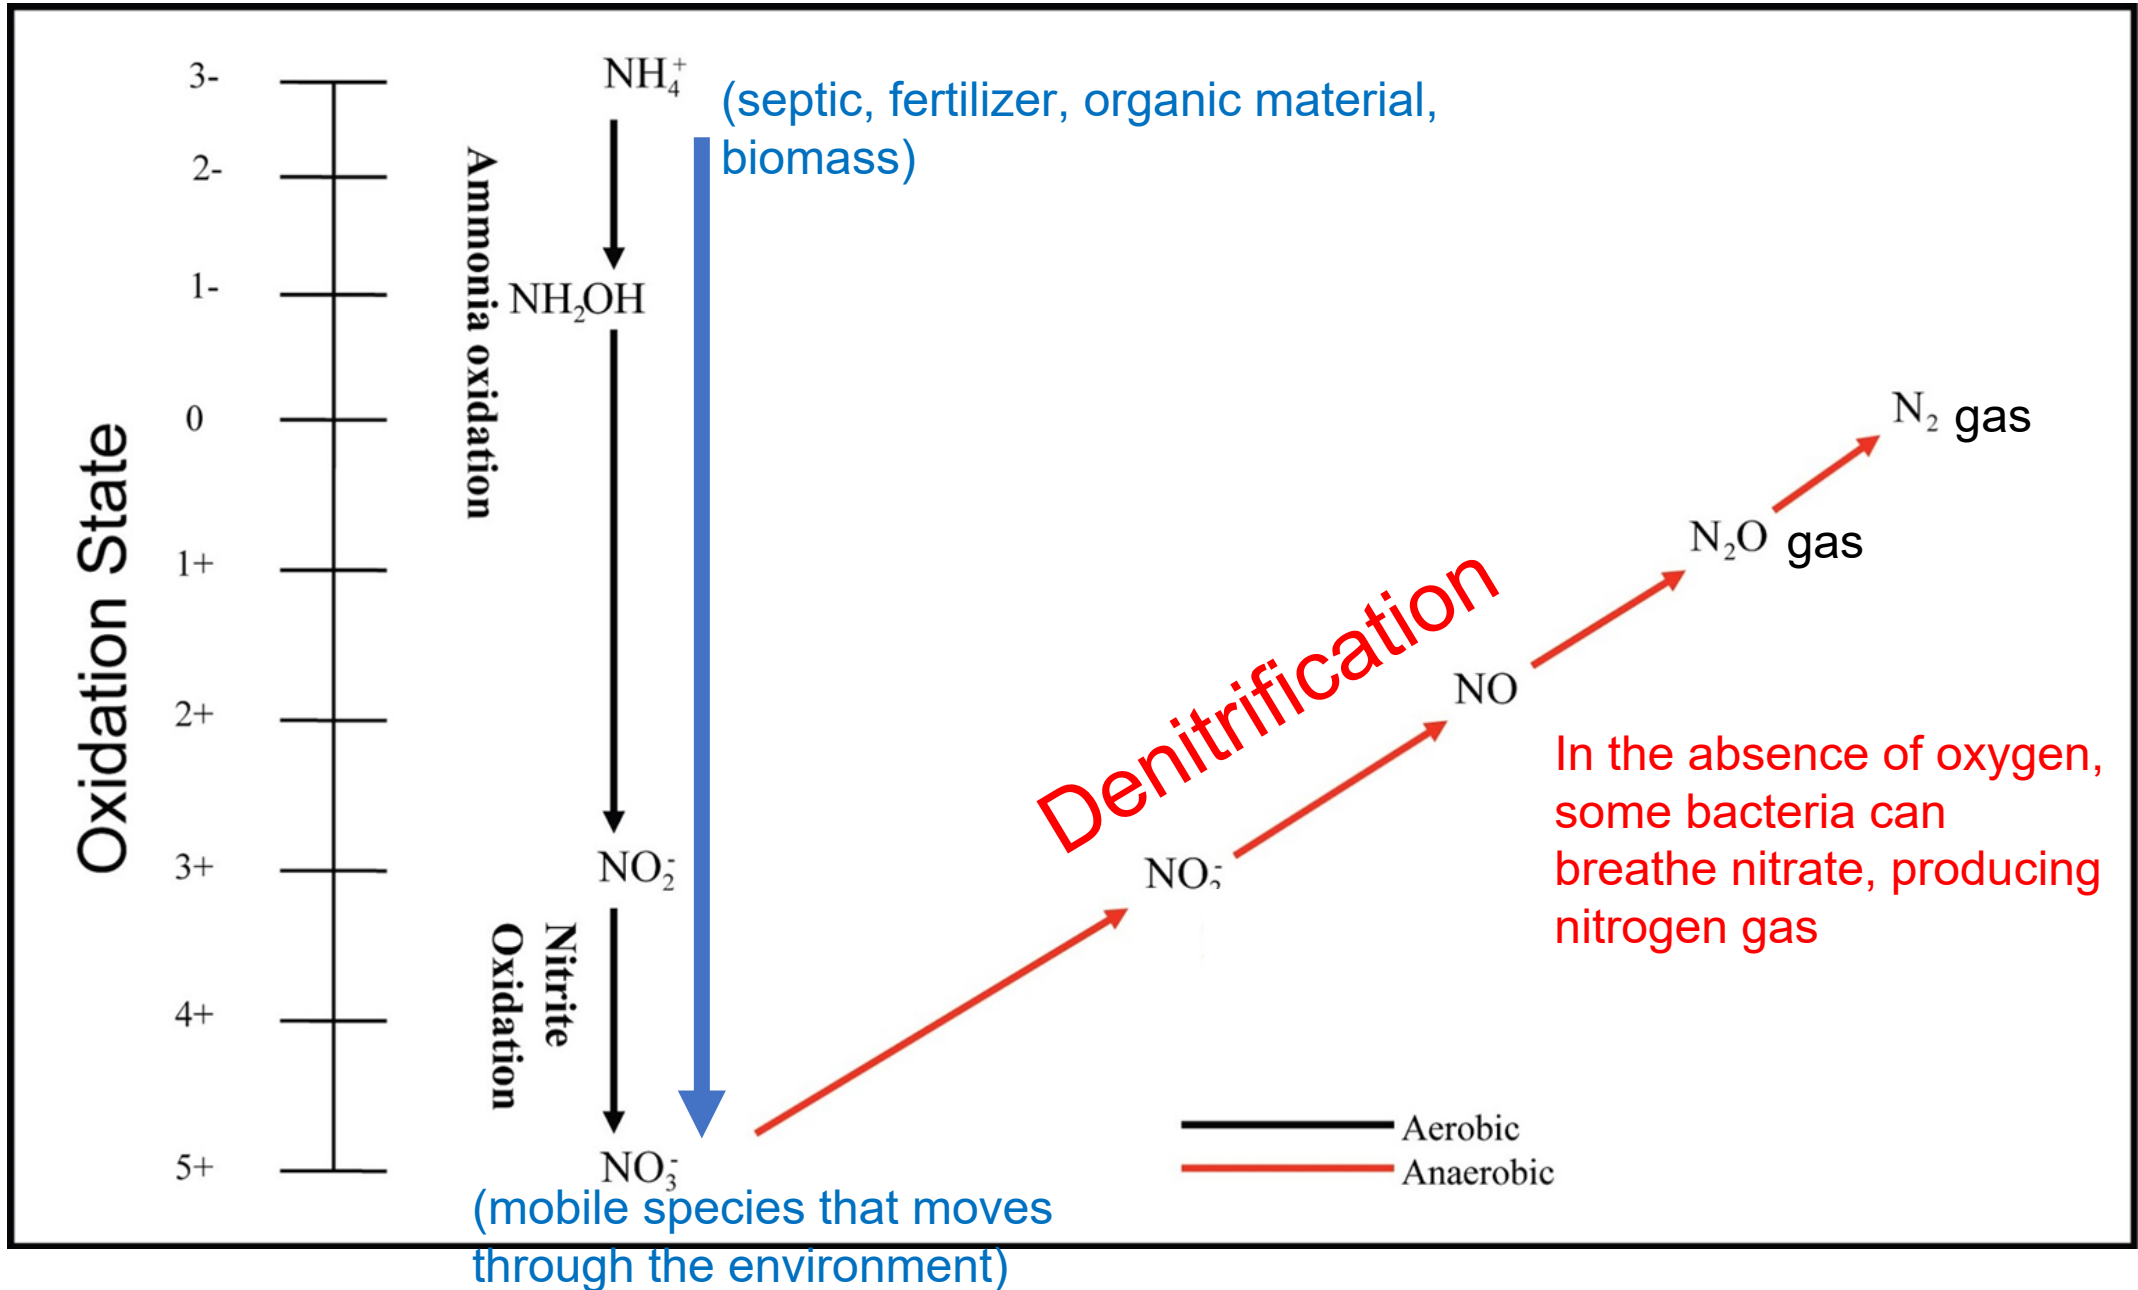 Oxidation State
3-
2-
1-
0
1+
2+
3+
4+
5+
Ammonia oxidation
Nitrite
Oxidation
NH₄⁺
(septic, fertilizer, organic material,
biomass)
NH₂OH
NO₂⁻
NO₃⁻
(mobile species that moves
through the environment)
Denitrification
NO₂⁻
NO
N₂O gas
N₂ gas
In the absence of oxygen,
some bacteria can
breathe nitrate, producing
nitrogen gas
Aerobic
Anaerobic